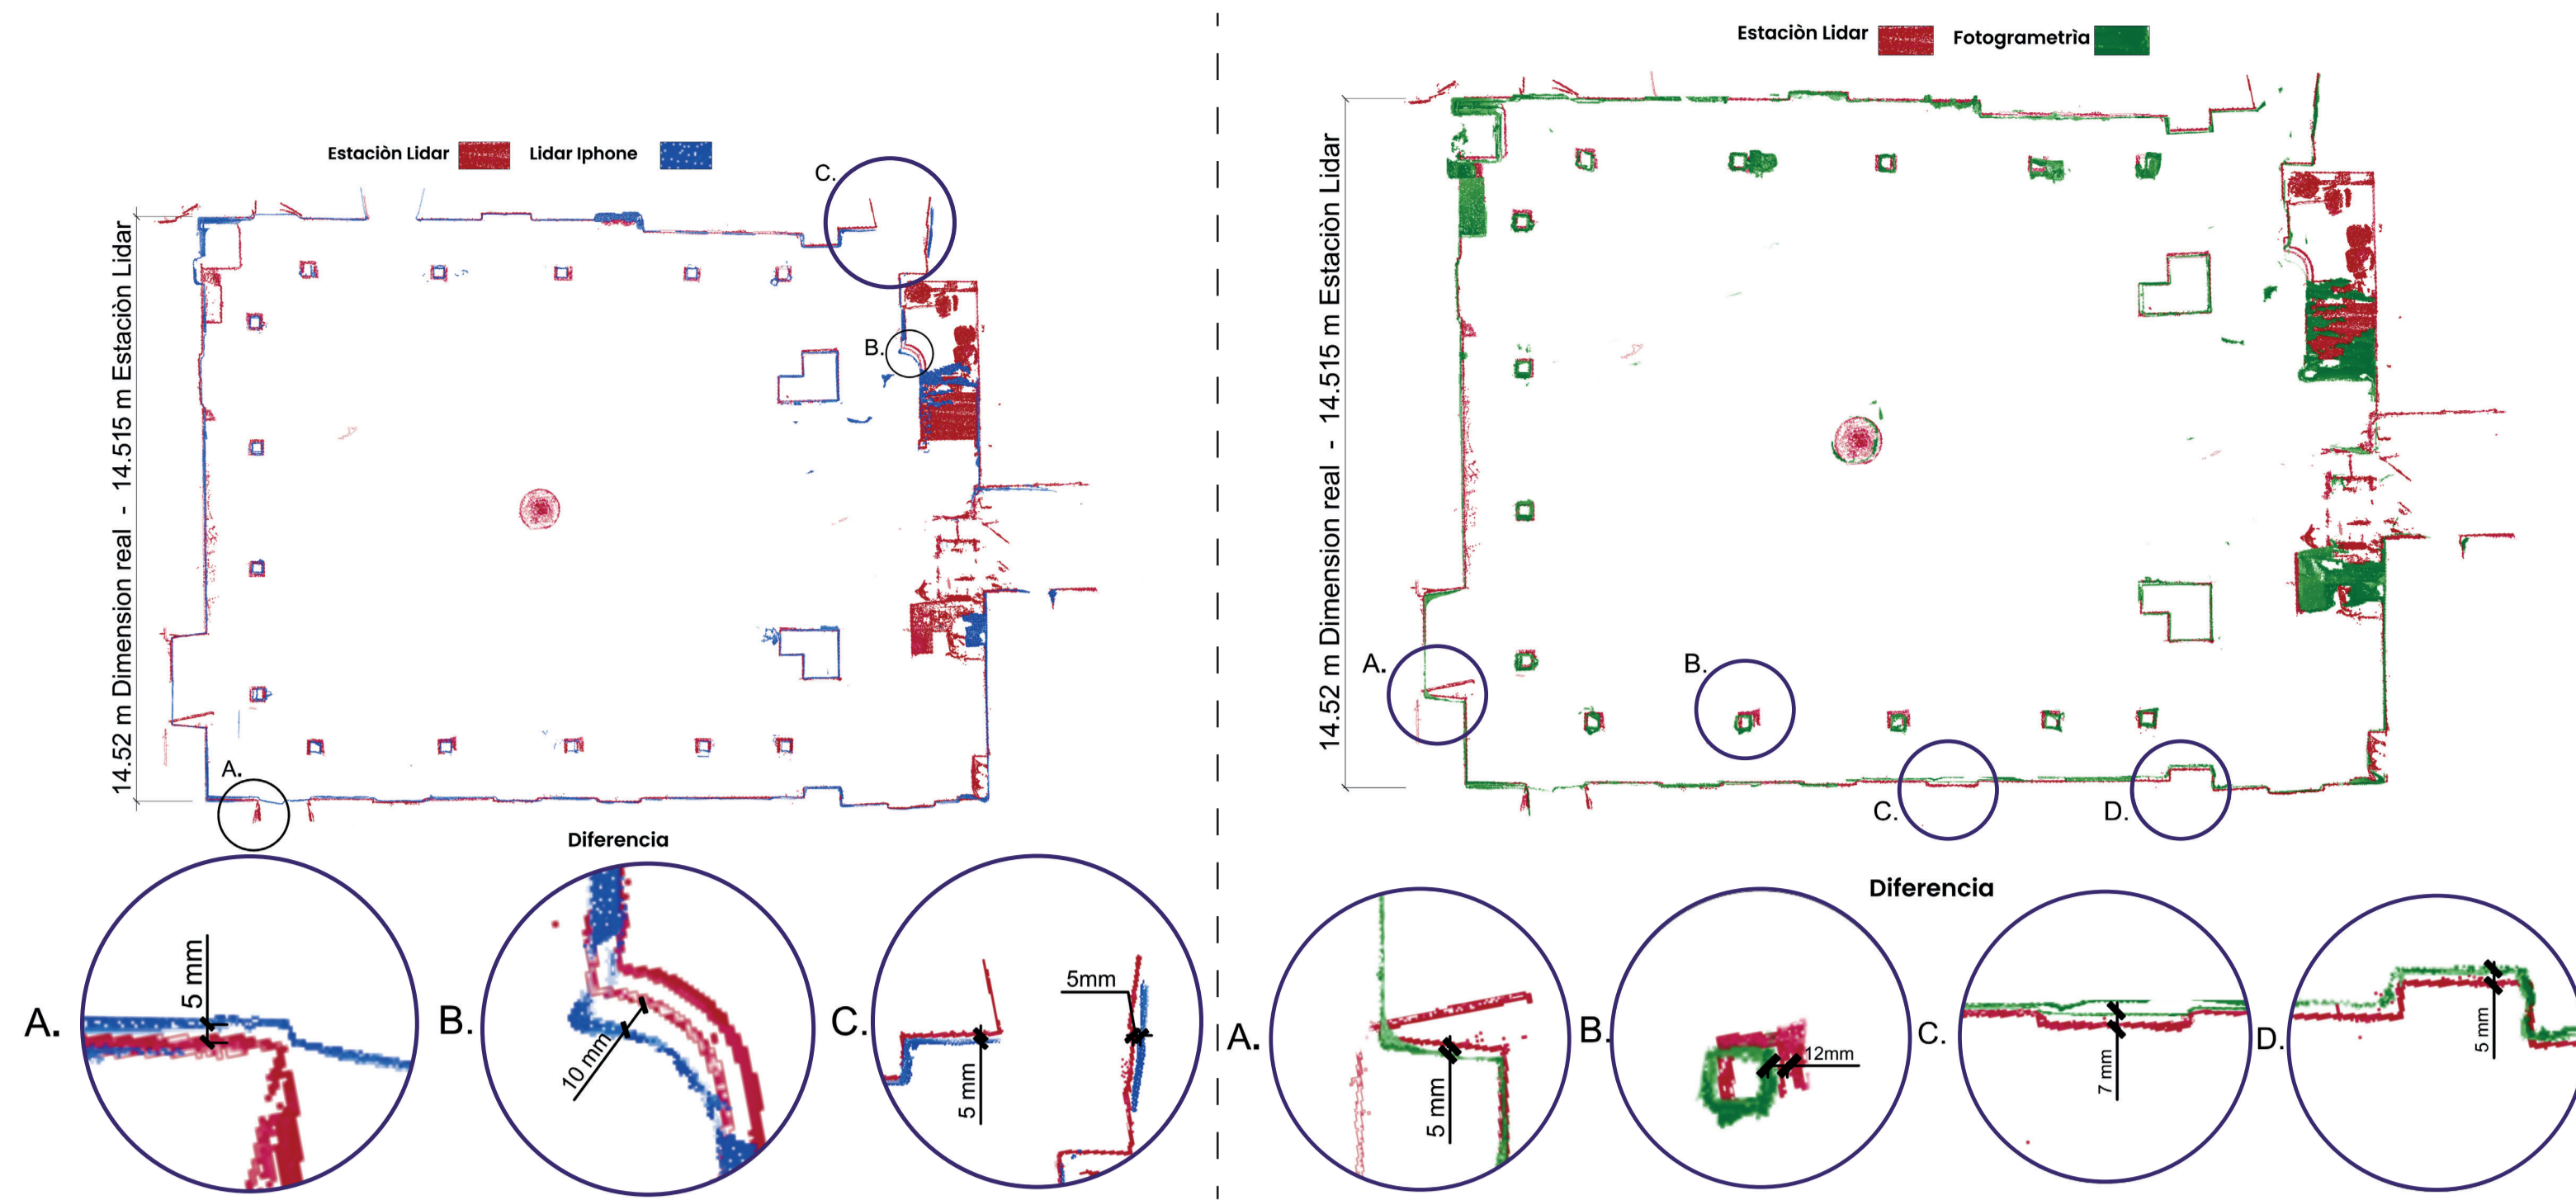 Estaciòn Lidar
Lidar Iphone
14.52 m Dimension real - 14.515 m Estaciòn Lidar
C.
B.
A.
Diferencia
A.
5 mm
B.
10 mm
C.
5mm
5 mm
Estaciòn Lidar
Fotogrametrìa
14.52 m Dimension real - 14.515 m Estaciòn Lidar
A.
B.
C.
D.
Diferencia
A.
5 mm
B.
12mm
C.
7 mm
D.
5 mm